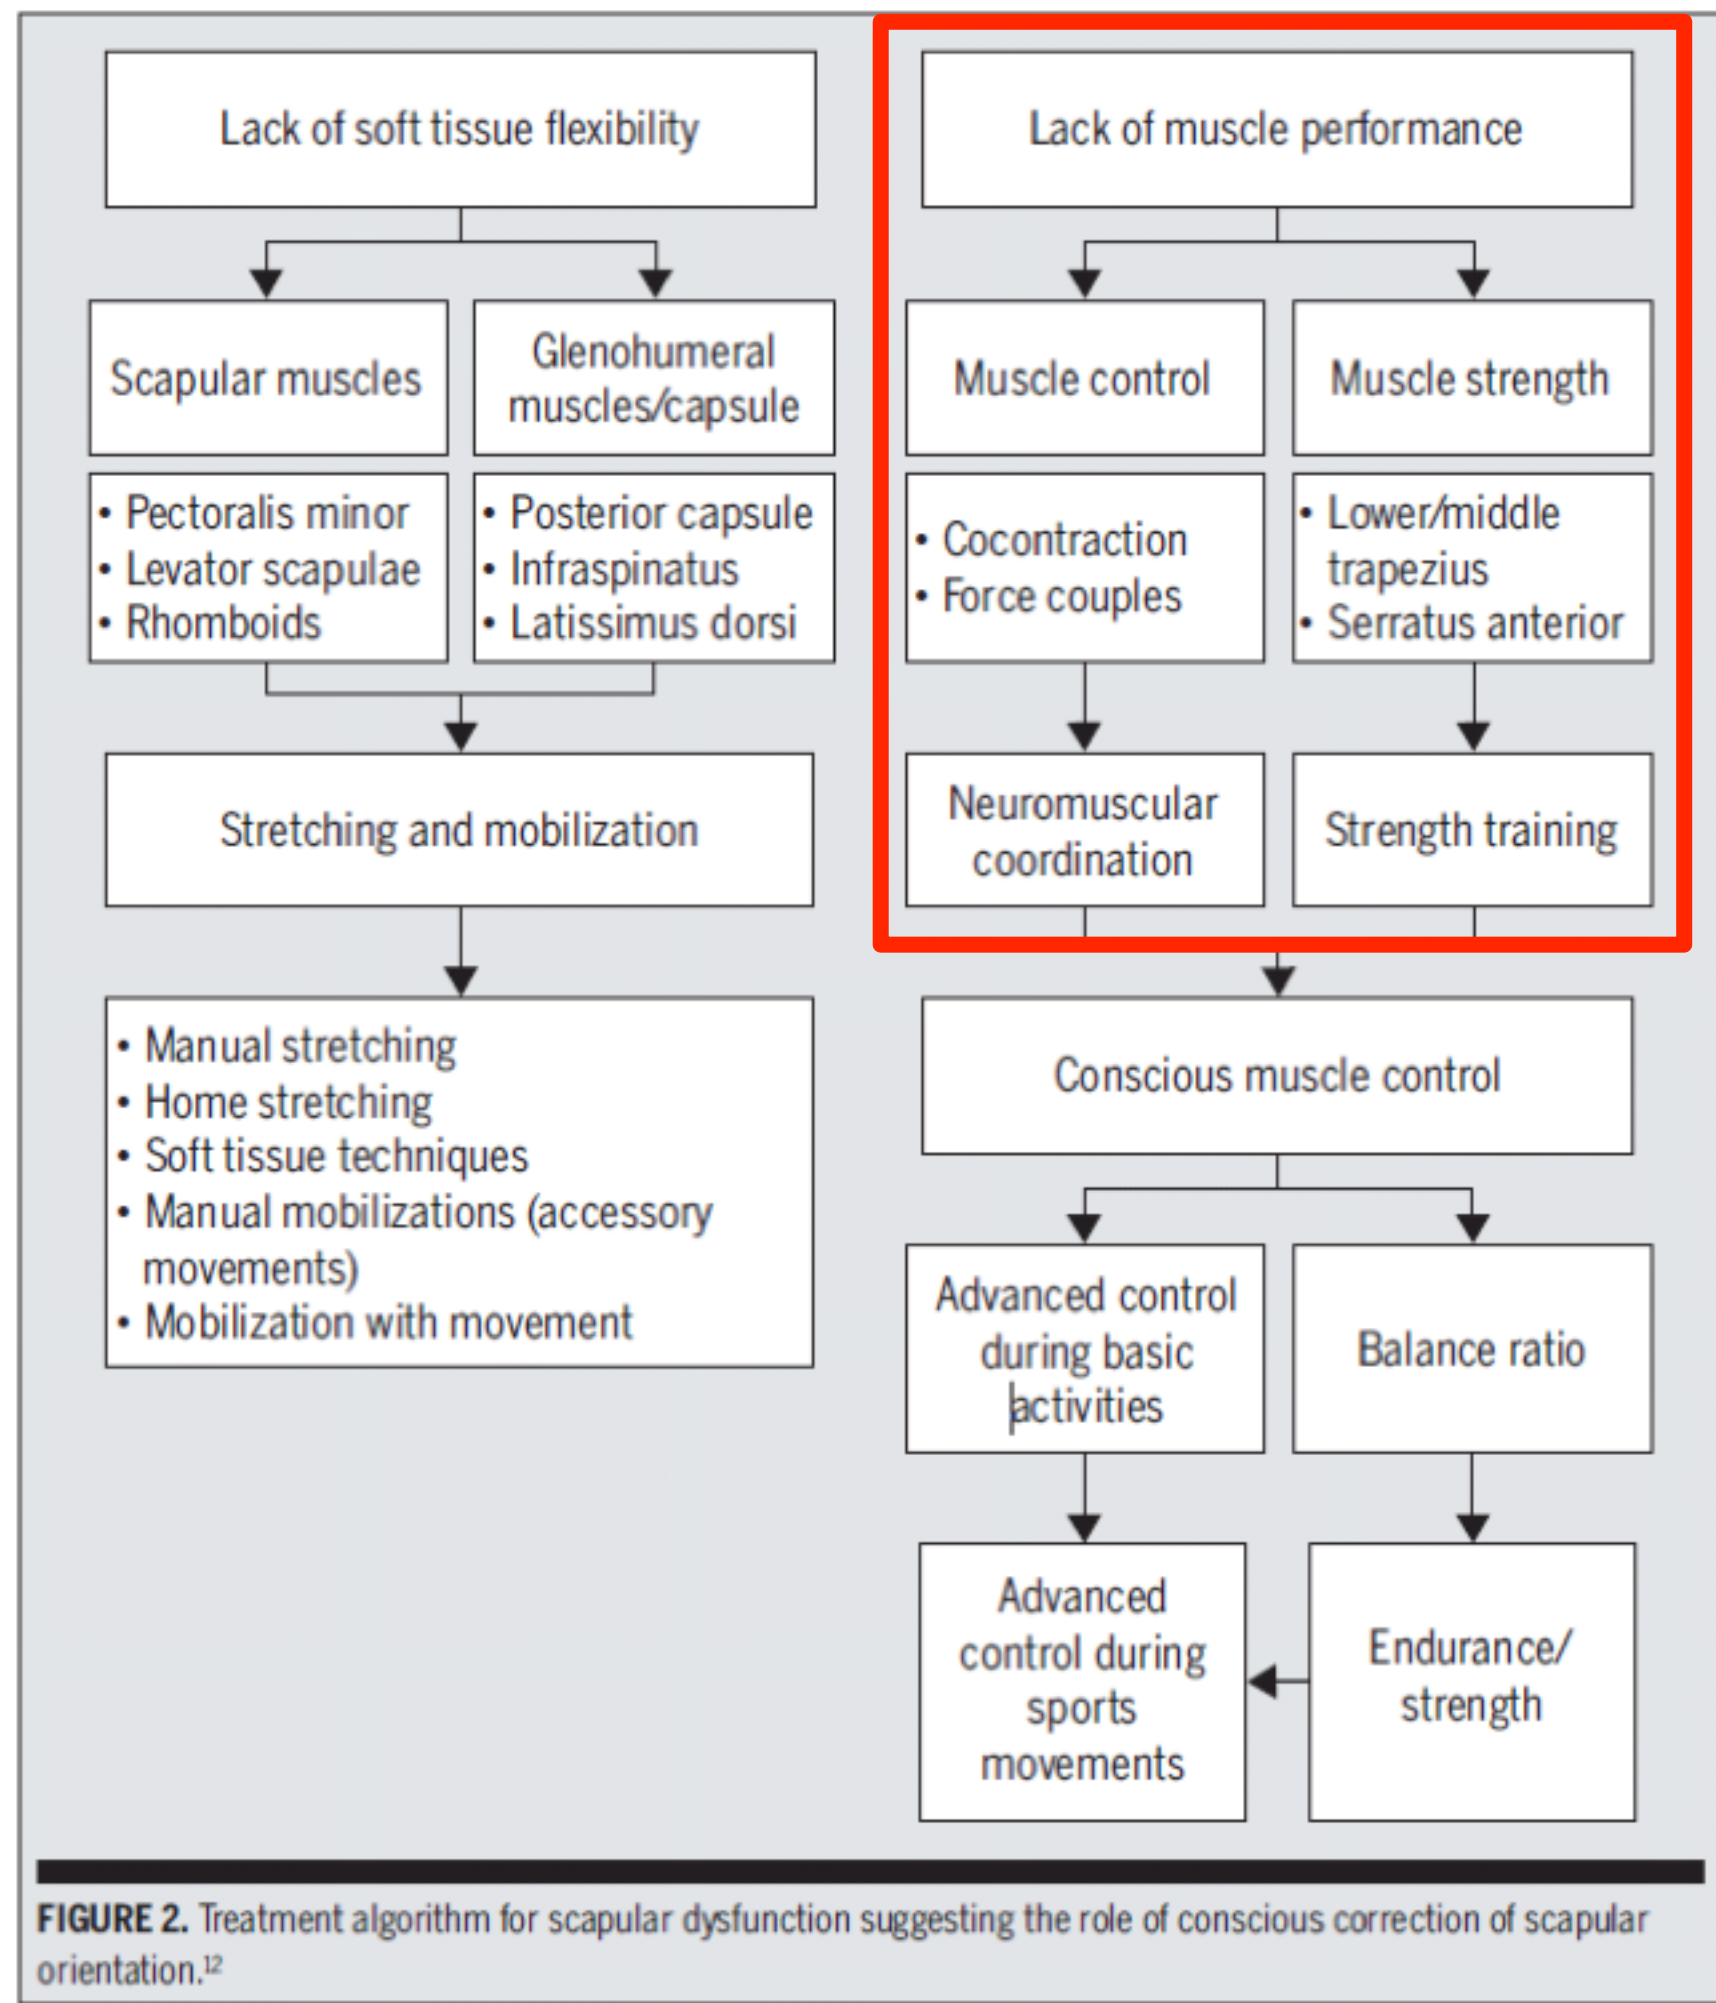 Lack of soft tissue flexibility
Scapular muscles
Glenohumeral
muscles/capsule
• Pectoralis minor
• Levator scapulae
• Rhomboids
• Posterior capsule
• Infraspinatus
• Latissimus dorsi
Stretching and mobilization
• Manual stretching
• Home stretching
• Soft tissue techniques
• Manual mobilizations (accessory
movements)
• Mobilization with movement
Lack of muscle performance
Muscle control
Muscle strength
• Cocontraction
• Force couples
• Lower/middle
trapezius
• Serratus anterior
Neuromuscular
coordination
Strength training
Conscious muscle control
Advanced control
during basic
activities
Balance ratio
Advanced
control during
sports
movements
Endurance/
strength
FIGURE 2. Treatment algorithm for scapular dysfunction suggesting the role of conscious correction of scapular
orientation.¹²